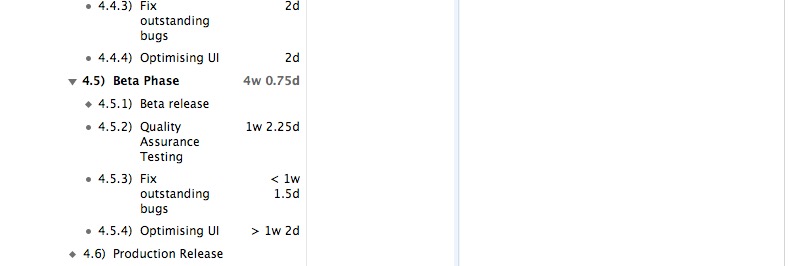 4.4.3) Fix 2d
outstanding
bugs
4.4.4) Optimising UI 2d
4.5) Beta Phase 4w 0.75d
4.5.1) Beta release
4.5.2) Quality 1w 2.25d
Assurance
Testing
4.5.3) Fix < 1w
outstanding 1.5d
bugs
4.5.4) Optimising UI > 1w 2d
4.6) Production Release